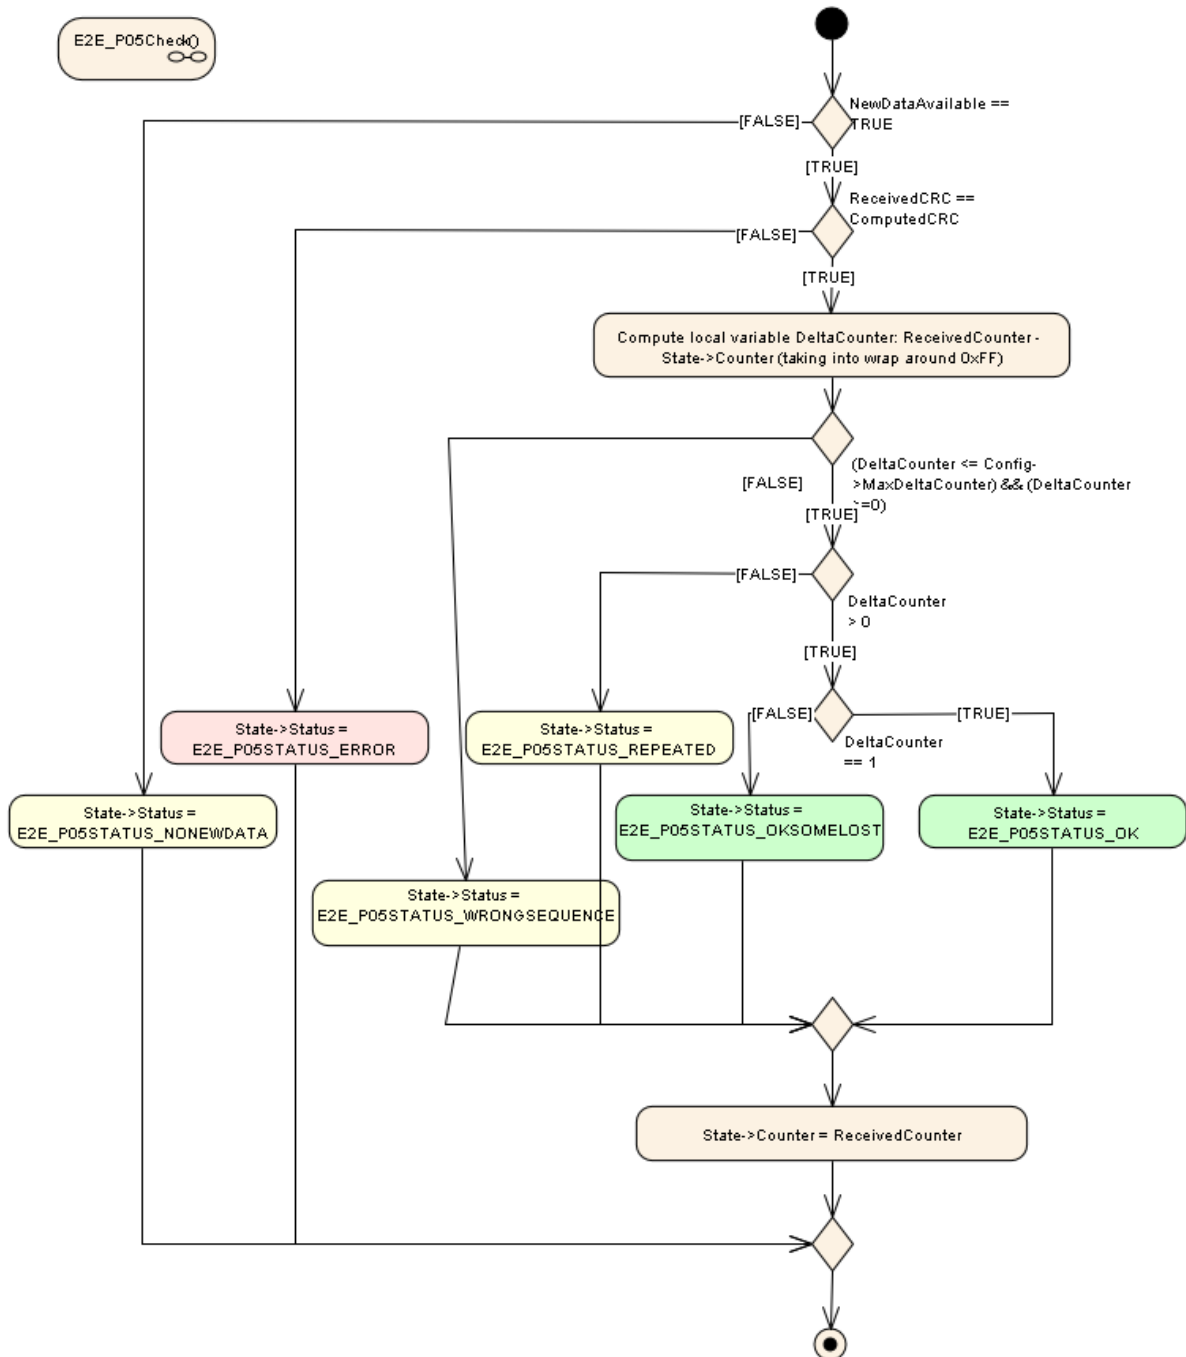 E2E_P05Check()
NewDataAvailable ==
TRUE
[FALSE]
[TRUE]
ReceivedCRC ==
ComputedCRC
[FALSE]
[TRUE]
Compute local variable DeltaCounter: ReceivedCounter -
State->Counter (taking into wrap around 0xFF)
(DeltaCounter <= Config-
>MaxDeltaCounter) && (DeltaCounter
>=0)
[FALSE]
[TRUE]
[FALSE]
DeltaCounter
> 0
[TRUE]
[FALSE]
[TRUE]
DeltaCounter
== 1
State->Status =
E2E_P05STATUS_ERROR
State->Status =
E2E_P05STATUS_REPEATED
State->Status =
E2E_P05STATUS_NONEWDATA
State->Status =
E2E_P05STATUS_OKSOMELOST
State->Status =
E2E_P05STATUS_OK
State->Status =
E2E_P05STATUS_WRONGSEQUENCE
State->Counter = ReceivedCounter